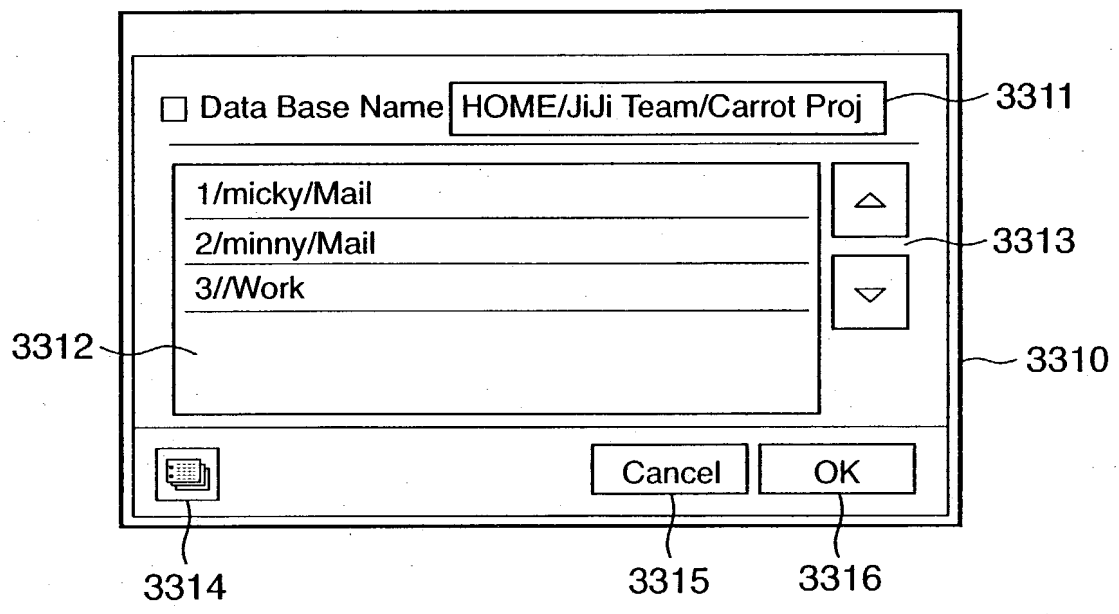 Data Base Name HOME/JiJi Team/Carrot Proj 3311
1/micky/Mail
2/minny/Mail
3313
3//Work
3312
3310
Cancel OK
3314 3315 3316